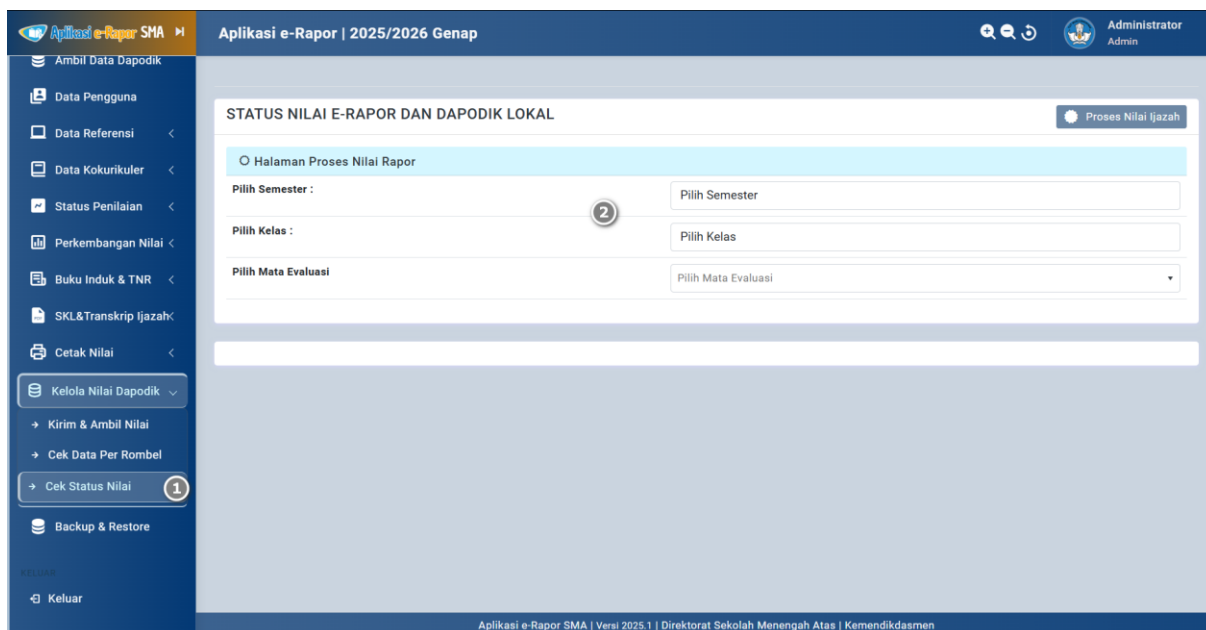 Aplikasi e-Rapor SMA
Aplikasi e-Rapor | 2025/2026 Genap
Administrator
Admin
Ambil Data Dapodik
Data Pengguna
Data Referensi
Data Kokurikuler
Status Penilaian
Perkembangan Nilai
Buku Induk & TNR
SKL&Transkrip Ijazah
Cetak Nilai
Kelola Nilai Dapodik
Kirim & Ambil Nilai
Cek Data Per Rombel
Cek Status Nilai
1
Backup & Restore
KELUAR
Keluar
STATUS NILAI E-RAPOR DAN DAPODIK LOKAL
Proses Nilai Ijazah
Halaman Proses Nilai Rapor
Pilih Semester :
Pilih Semester
2
Pilih Kelas :
Pilih Kelas
Pilih Mata Evaluasi
Pilih Mata Evaluasi
Aplikasi e-Rapor SMA | Versi 2025.1 | Direktorat Sekolah Menengah Atas | Kemendikdasmen